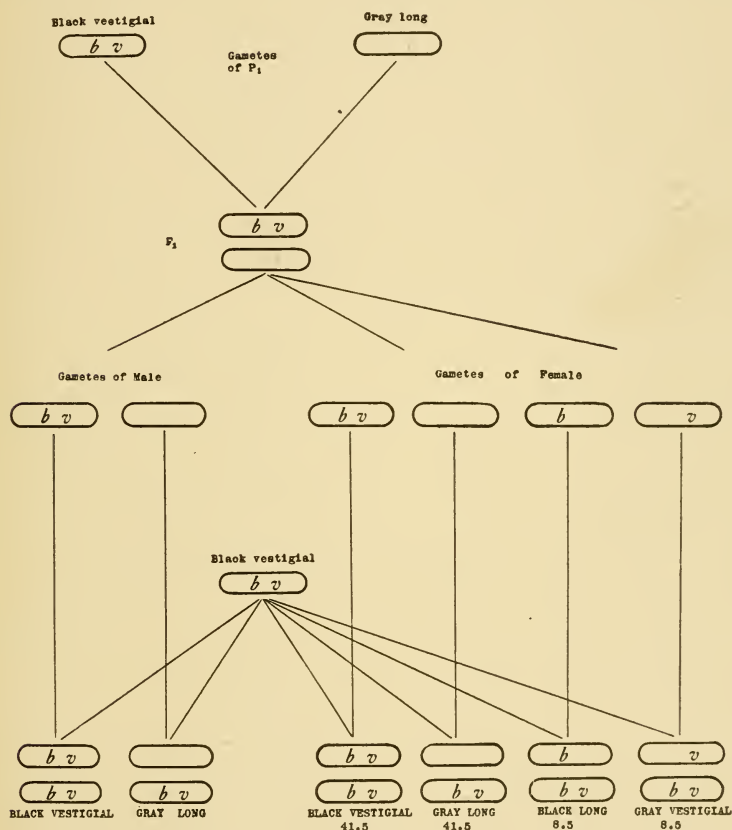 Black vestigial
Gray long
b v
Gametes
of P₁
b v
F₁
Gametes of Male
Gametes of Female
b v
b v
b
v
Black vestigial
b v
b v
b v
b
v
b v
b v
b v
b v
b v
b v
BLACK VESTIGIAL
GRAY LONG
BLACK VESTIGIAL
41.5
GRAY LONG
41.5
BLACK LONG
8.5
GRAY VESTIGIAL
8.5